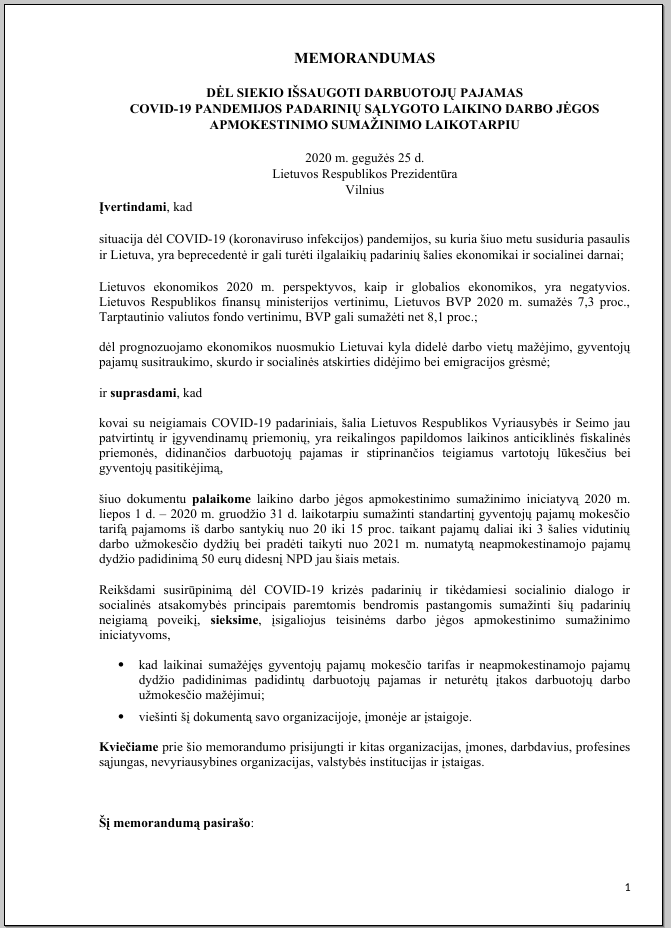 MEMORANDUMAS
DĖL SIEKIO IŠSAUGOTI DARBUOTOJŲ PAJAMAS
COVID-19 PANDEMIJOS PADARINIŲ SĄLYGOTO LAIKINO DARBO JĖGOS
APMOKESTINIMO SUMAŽINIMO LAIKOTARPIU
2020 m. gegužės 25 d.
Lietuvos Respublikos Prezidentūra
Vilnius
Įvertindami, kad
situacija dėl COVID-19 (koronaviruso infekcijos) pandemijos, su kuria šiuo metu susiduria pasaulis
ir Lietuva, yra beprecedentė ir gali turėti ilgalaikių padarinių šalies ekonomikai ir socialinei darnai;
Lietuvos ekonomikos 2020 m. perspektyvos, kaip ir globalios ekonomikos, yra negatyvios.
Lietuvos Respublikos finansų ministerijos vertinimu, Lietuvos BVP 2020 m. sumažės 7,3 proc.,
Tarptautinio valiutos fondo vertinimu, BVP gali sumažėti net 8,1 proc.;
dėl prognozuojamo ekonomikos nuosmukio Lietuvai kyla didelė darbo vietų mažėjimo, gyventojų
pajamų susitraukimo, skurdo ir socialinės atskirties didėjimo bei emigracijos grėsmė;
ir suprasdami, kad
kovai su neigiamais COVID-19 padariniais, šalia Lietuvos Respublikos Vyriausybės ir Seimo jau
patvirtintų ir įgyvendinamų priemonių, yra reikalingos papildomos laikinos anticiklinės fiskalinės
priemonės, didinančios darbuotojų pajamas ir stiprinančios teigiamus vartotojų lūkesčius bei
gyventojų pasitikėjimą,
šiuo dokumentu palaikome laikino darbo jėgos apmokestinimo sumažinimo iniciatyvą 2020 m.
liepos 1 d. – 2020 m. gruodžio 31 d. laikotarpiu sumažinti standartinį gyventojų pajamų mokesčio
tarifą pajamoms iš darbo santykių nuo 20 iki 15 proc. taikant pajamų daliai iki 3 šalies vidutinių
darbo užmokesčio dydžių bei pradėti taikyti nuo 2021 m. numatytą neapmokestinamojo pajamų
dydžio padidinimą 50 eurų didesnį NPD jau šiais metais.
Reikšdami susirūpinimą dėl COVID-19 krizės padarinių ir tikėdamiesi socialinio dialogo ir
socialinės atsakomybės principais paremtomis bendromis pastangomis sumažinti šių padarinių
neigiamą poveikį, sieksime, įsigaliojus teisinėms darbo jėgos apmokestinimo sumažinimo
iniciatyvoms,
• kad laikinai sumažėjęs gyventojų pajamų mokesčio tarifas ir neapmokestinamojo pajamų
dydžio padidinimas padidintų darbuotojų pajamas ir neturėtų įtakos darbuotojų darbo
užmokesčio mažėjimui;
• viešinti šį dokumentą savo organizacijoje, įmonėje ar įstaigoje.
Kviečiame prie šio memorandumo prisijungti ir kitas organizacijas, įmones, darbdavius, profesines
sąjungas, nevyriausybines organizacijas, valstybės institucijas ir įstaigas.
Šį memorandumą pasirašo:
1